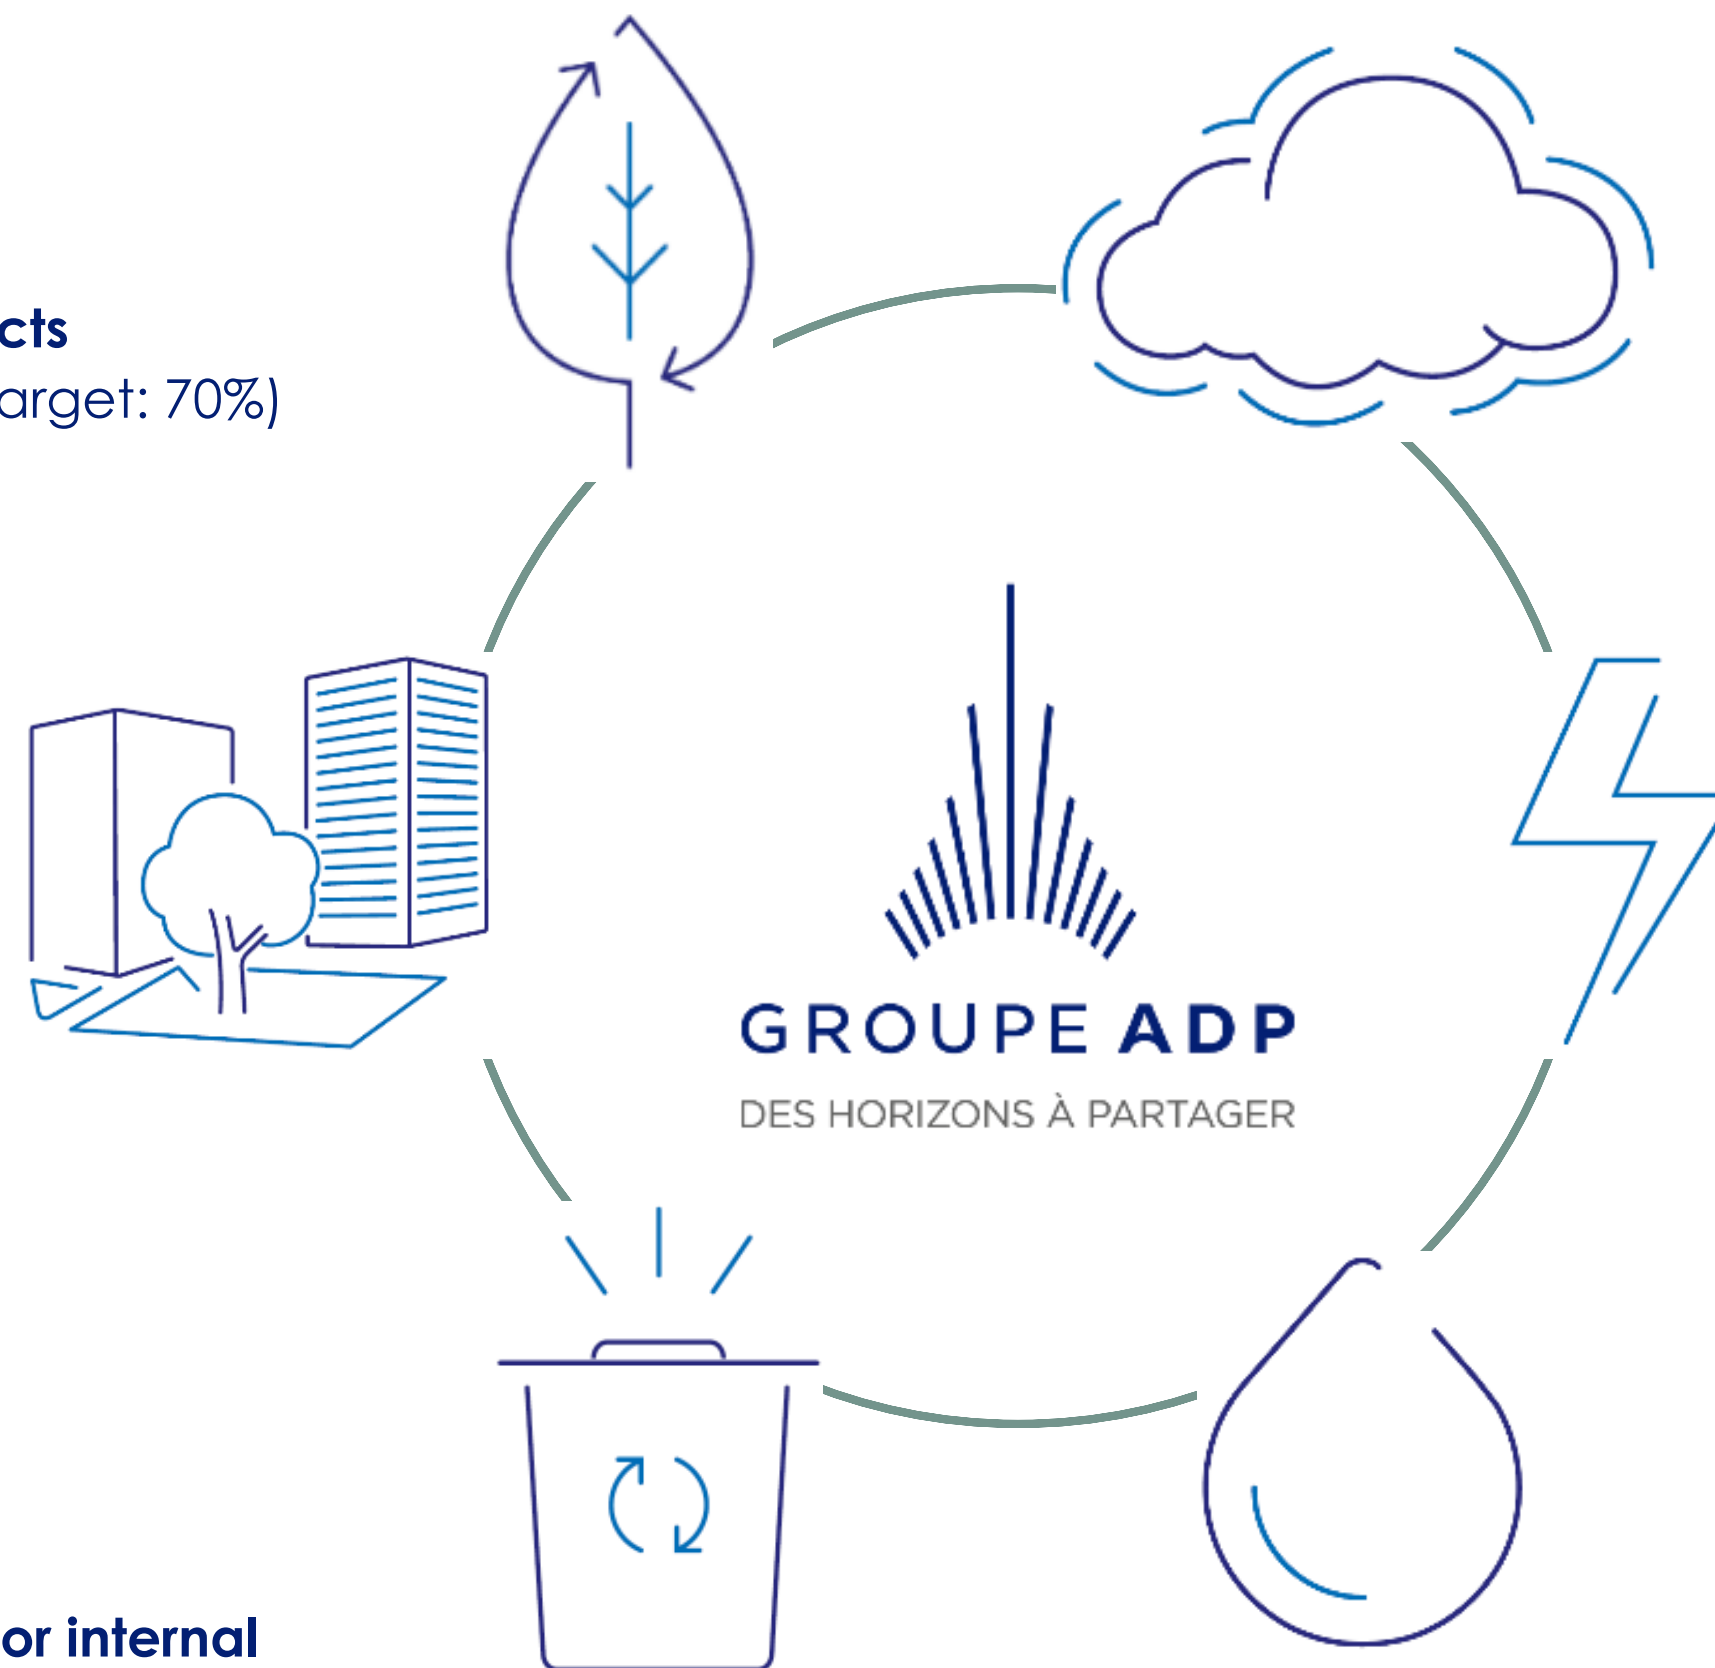 cts
arget: 70%)
GROUPE ADP
DES HORIZONS À PARTAGER
or internal